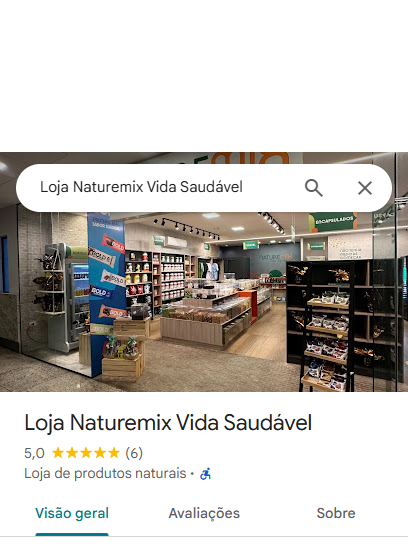 Loja Naturemix Vida Saudável
ENCAPSULADOS
BOLD
Loja Naturemix Vida Saudável
5,0 (6)
Loja de produtos naturais ·
Visão geral
Avaliações
Sobre